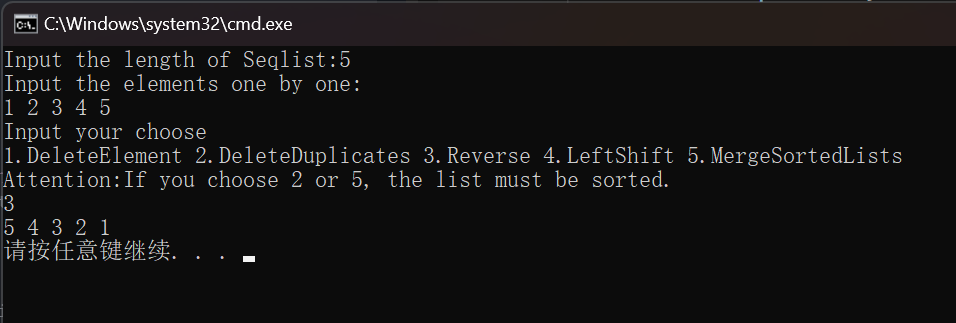 C:\Windows\system32\cmd.exe
Input the length of Seqlist:5
Input the elements one by one:
1 2 3 4 5
Input your choose
1.DeleteElement 2.DeleteDuplicates 3.Reverse 4.LeftShift 5.MergeSortedLists
Attention:If you choose 2 or 5, the list must be sorted.
3
5 4 3 2 1
请按任意键继续. . .